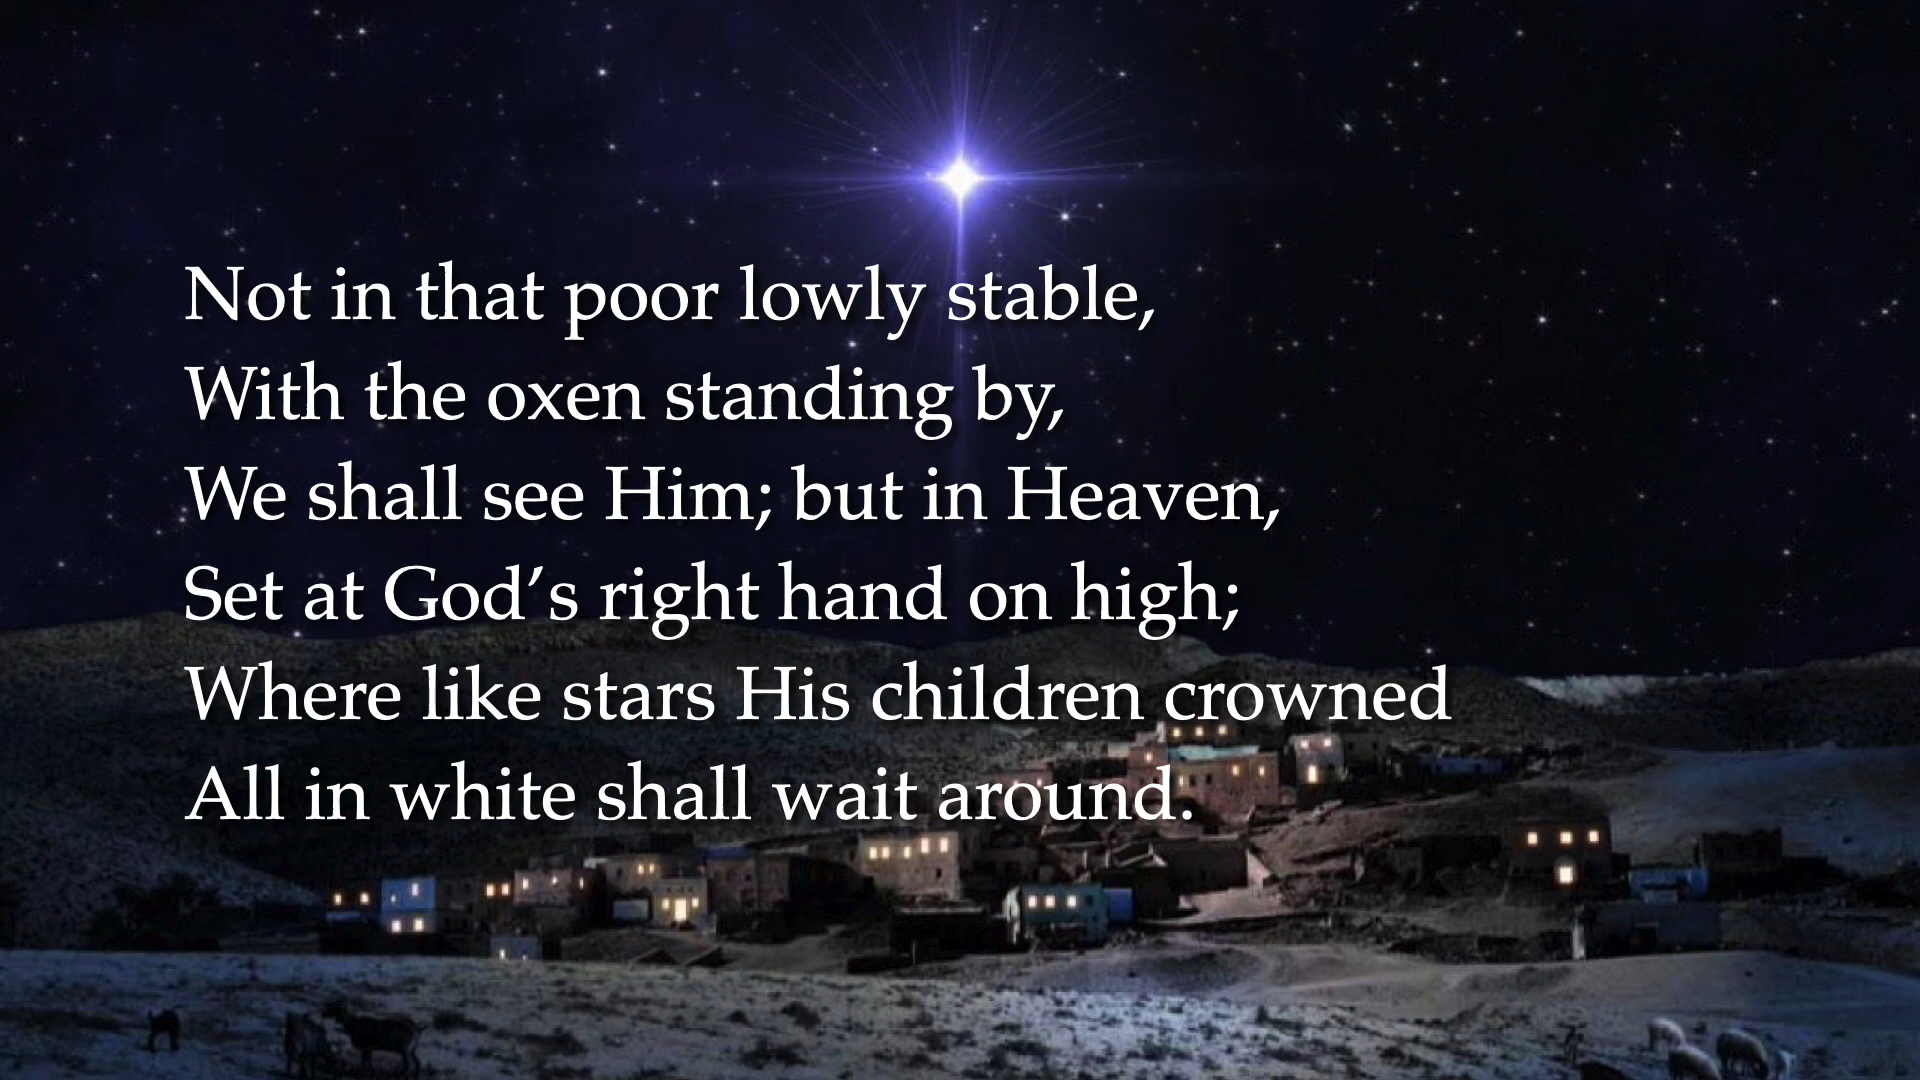 Not in that poor lowly stable,
With the oxen standing by,
We shall see Him; but in Heaven,
Set at God’s right hand on high;
Where like stars His children crowned
All in white shall wait around.